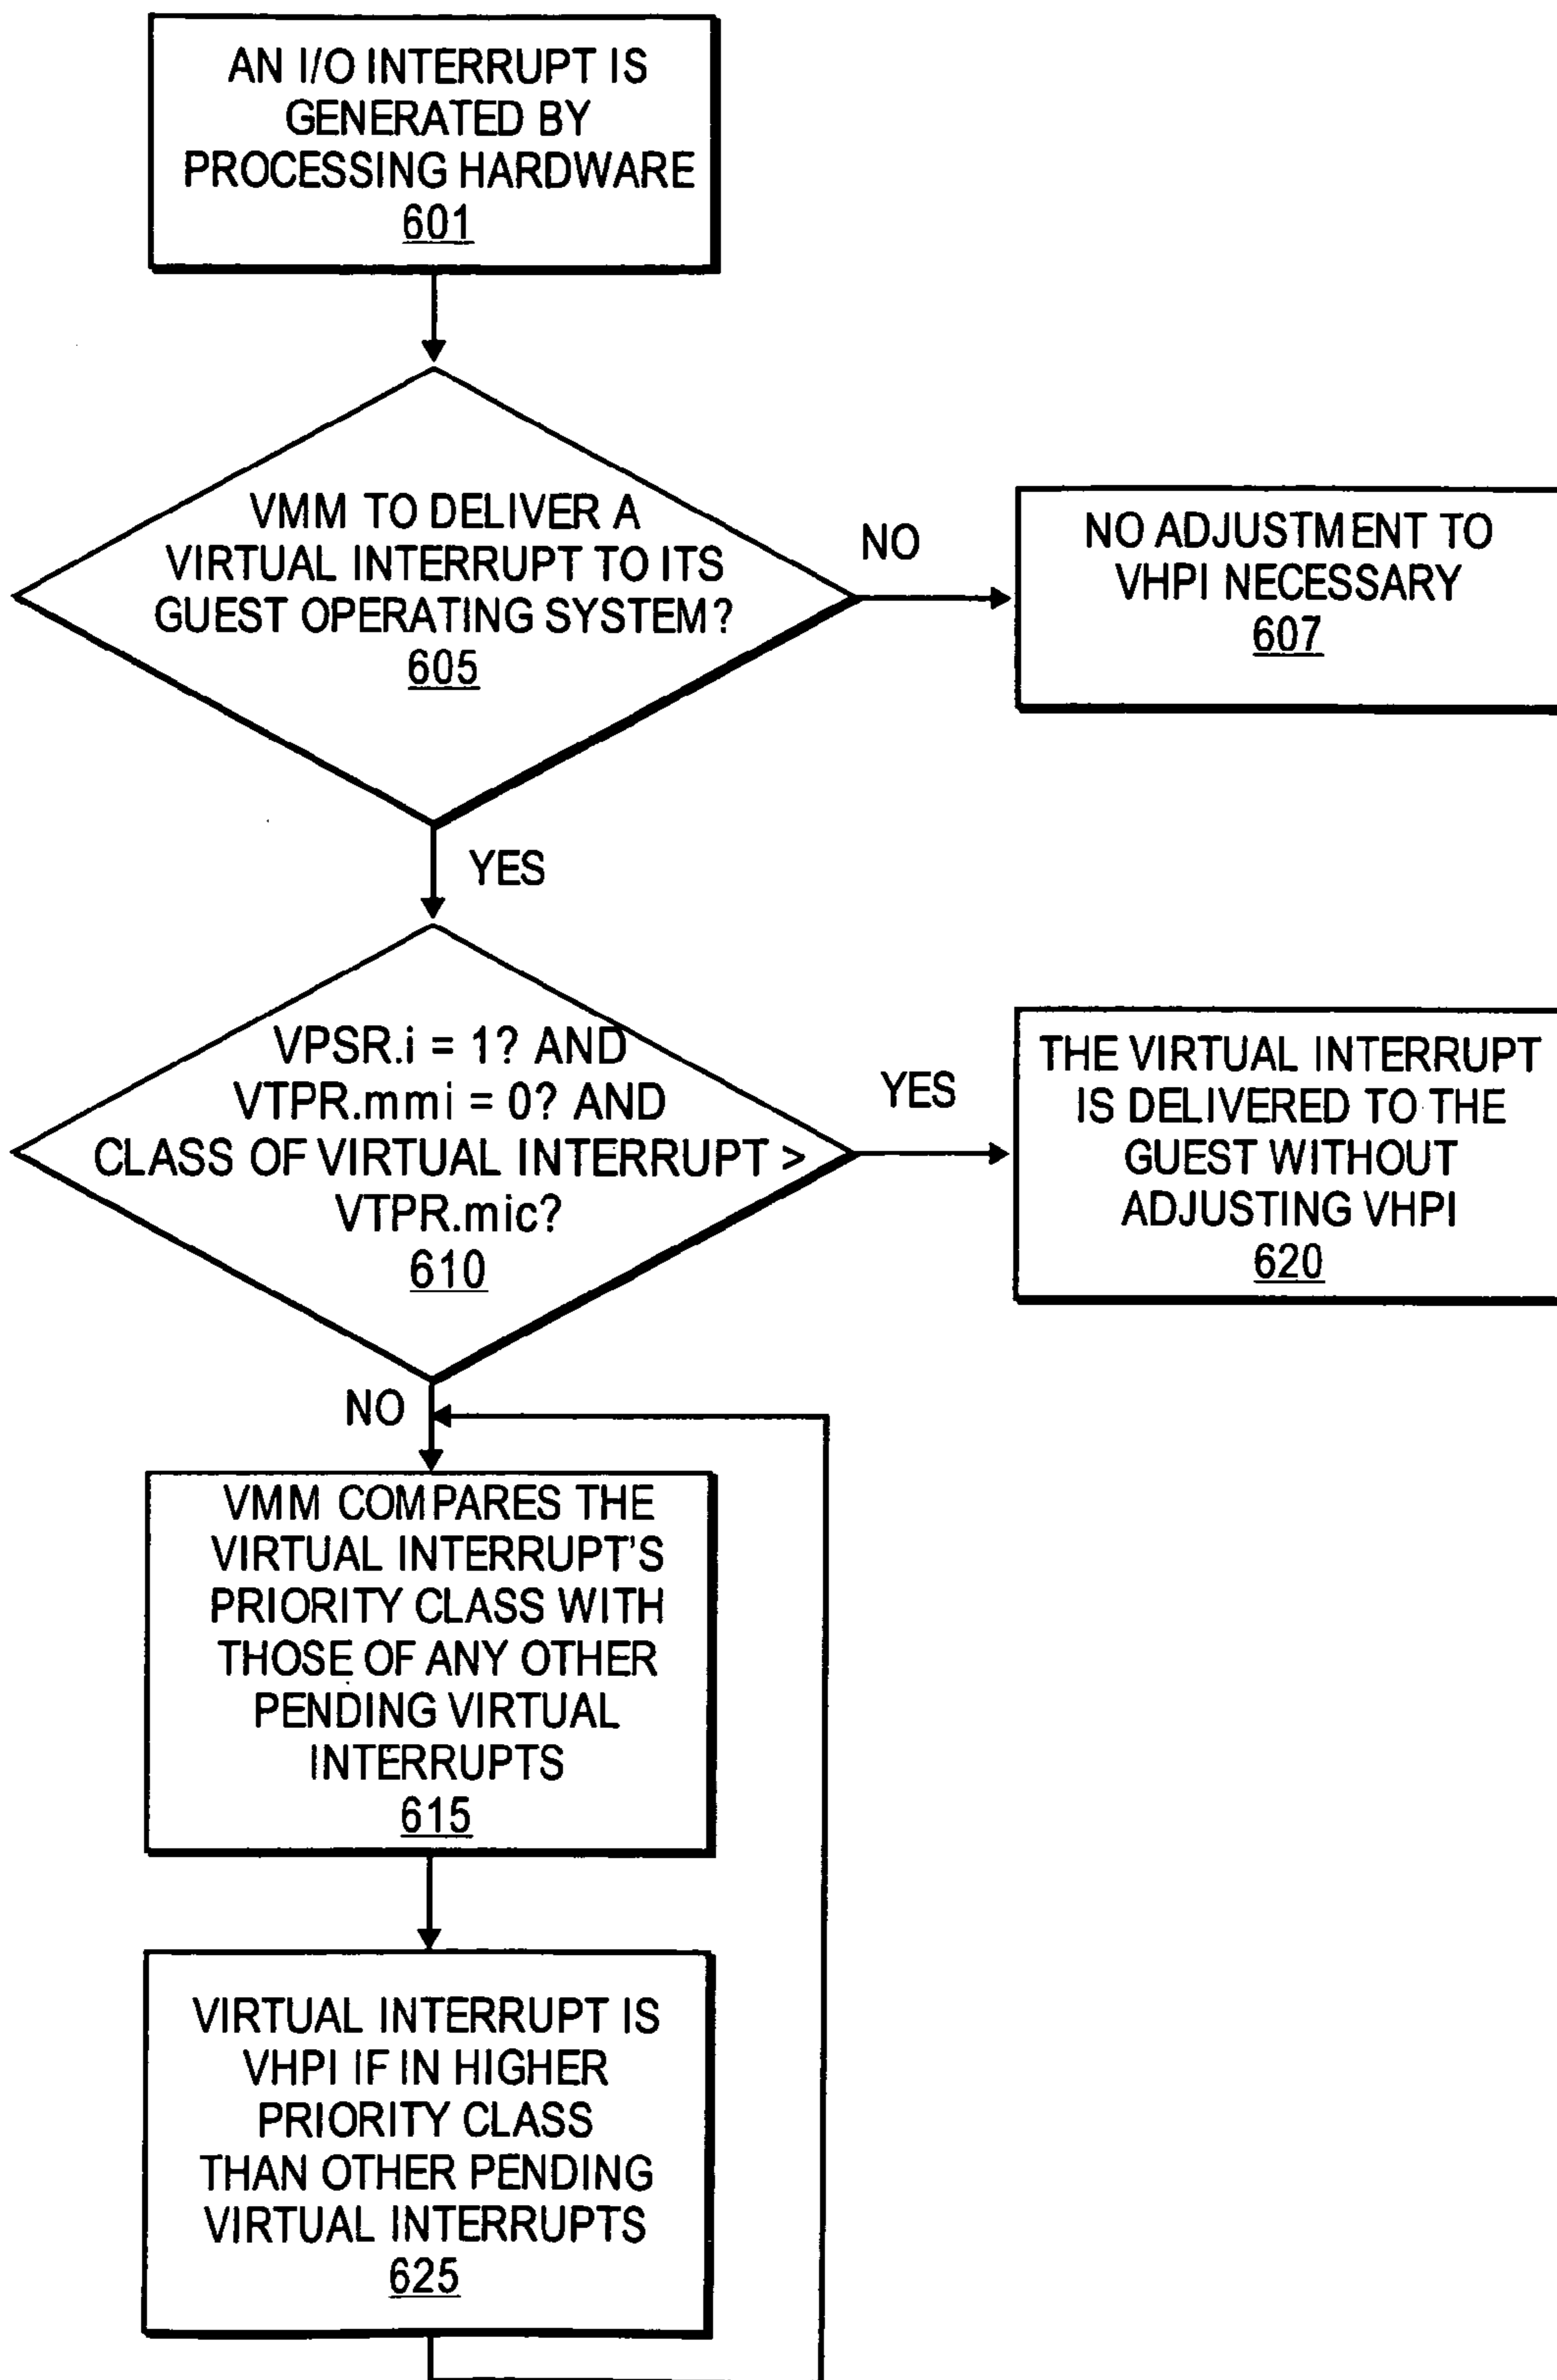 AN I/O INTERRUPT IS
GENERATED BY
PROCESSING HARDWARE
601
VMM TO DELIVER A
VIRTUAL INTERRUPT TO ITS
GUEST OPERATING SYSTEM?
605
NO
NO ADJUSTMENT TO
VHPI NECESSARY
607
YES
VPSR.i = 1? AND
VTPR.mmi = 0? AND
CLASS OF VIRTUAL INTERRUPT >
VTPR.mic?
610
YES
THE VIRTUAL INTERRUPT
IS DELIVERED TO THE
GUEST WITHOUT
ADJUSTING VHPI
620
NO
VMM COMPARES THE
VIRTUAL INTERRUPT'S
PRIORITY CLASS WITH
THOSE OF ANY OTHER
PENDING VIRTUAL
INTERRUPTS
615
VIRTUAL INTERRUPT IS
VHPI IF IN HIGHER
PRIORITY CLASS
THAN OTHER PENDING
VIRTUAL INTERRUPTS
625